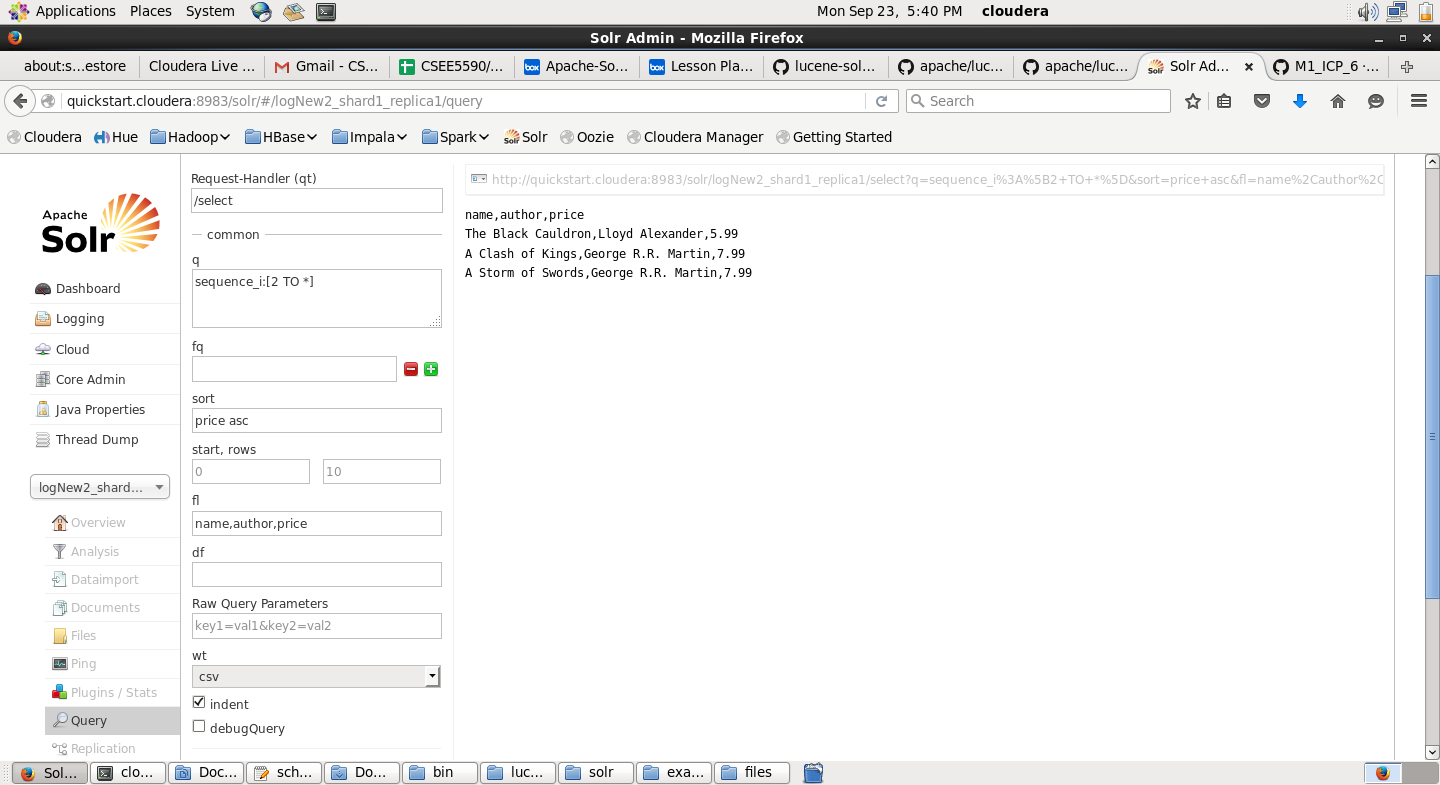 Applications Places System Mon Sep 23, 5:40 PM cloudera
Solr Admin - Mozilla Firefox
about:s...estore Cloudera Live ... Gmail - CS... CSEE5590/... Apache-So... Lesson Pla... lucene-sol... apache/luc... apache/luc... Solr Ad... M1_ICP_6 ·...
quickstart.cloudera:8983/solr/#/logNew2_shard1_replica1/query Search
Cloudera Hue Hadoop HBase Impala Spark Solr Oozie Cloudera Manager Getting Started
Apache
Solr
Dashboard
Logging
Cloud
Core Admin
Java Properties
Thread Dump
logNew2_shard...
Overview
Analysis
Dataimport
Documents
Files
Ping
Plugins / Stats
Query
Replication
Request-Handler (qt)
/select
common
q
sequence_i:[2 TO *]
fq
sort
price asc
start, rows
0 10
fl
name,author,price
df
Raw Query Parameters
key1=val1&key2=val2
wt
csv
indent
debugQuery
http://quickstart.cloudera:8983/solr/logNew2_shard1_replica1/select?q=sequence_i%3A%5B2+TO+*%5D&sort=price+asc&fl=name%2Cauthor%2C
name,author,price
The Black Cauldron,Lloyd Alexander,5.99
A Clash of Kings,George R.R. Martin,7.99
A Storm of Swords,George R.R. Martin,7.99
Sol... clo... Doc... sch... Do... bin luc... solr exa... files